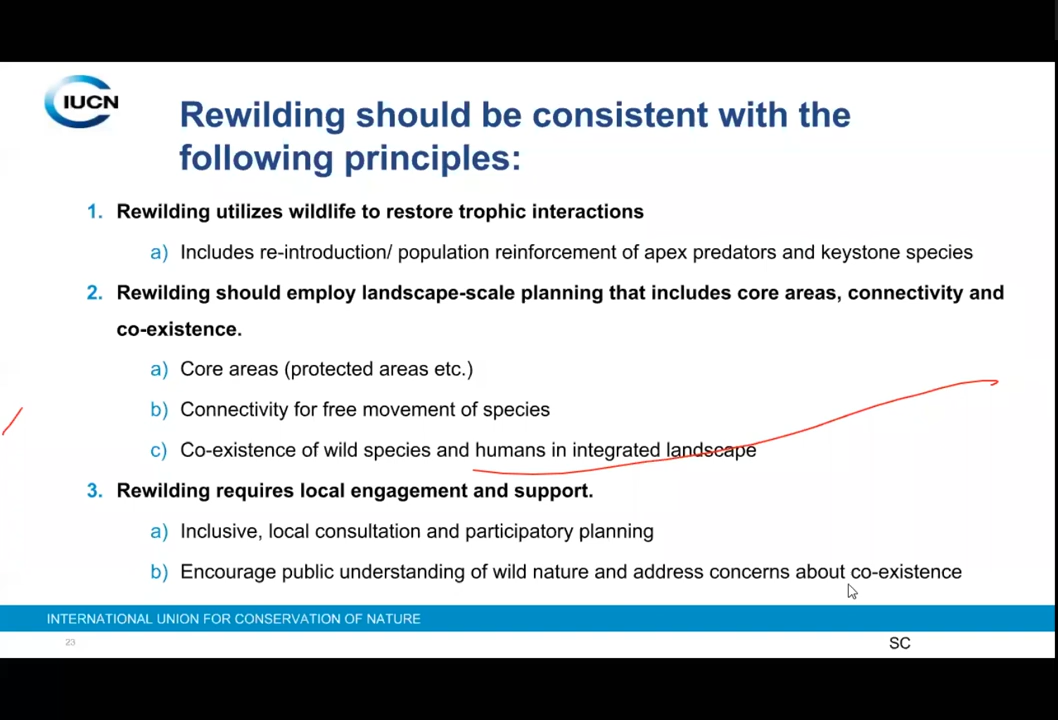 IUCN
Rewilding should be consistent with the
following principles:
1. Rewilding utilizes wildlife to restore trophic interactions
a) Includes re-introduction/ population reinforcement of apex predators and keystone species
2. Rewilding should employ landscape-scale planning that includes core areas, connectivity and
co-existence.
a) Core areas (protected areas etc.)
b) Connectivity for free movement of species
c) Co-existence of wild species and humans in integrated landscape
3. Rewilding requires local engagement and support.
a) Inclusive, local consultation and participatory planning
b) Encourage public understanding of wild nature and address concerns about co-existence
INTERNATIONAL UNION FOR CONSERVATION OF NATURE
23
SC